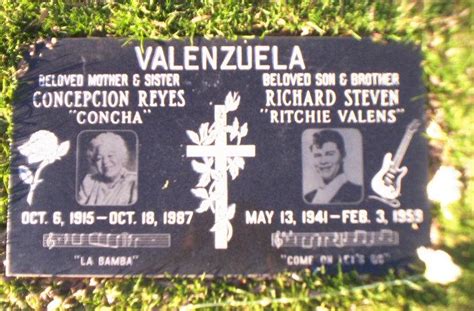 VALENZUELA
BELOVED MOTHER & SISTER
CONCEPCION REYES
"CONCHA"
OCT. 6, 1915 - OCT. 18, 1987
"LA BAMBA"
BELOVED SON & BROTHER
RICHARD STEVEN
"RITCHIE VALENS"
MAY 13, 1941 - FEB. 3, 1959
"COME ON LET'S GO"